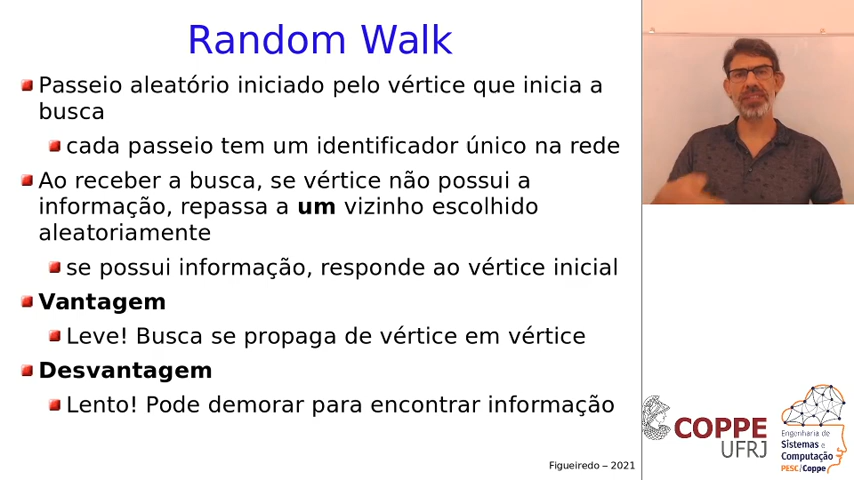 Random Walk
Passeio aleatório iniciado pelo vértice que inicia a
busca
cada passeio tem um identificador único na rede
Ao receber a busca, se vértice não possui a
informação, repassa a um vizinho escolhido
aleatoriamente
se possui informação, responde ao vértice inicial
Vantagem
Leve! Busca se propaga de vértice em vértice
Desvantagem
Lento! Pode demorar para encontrar informação
Figueiredo – 2021
COPPE
UFRJ
Engenharia de
Sistemas e
Computação
PESC/Coppe